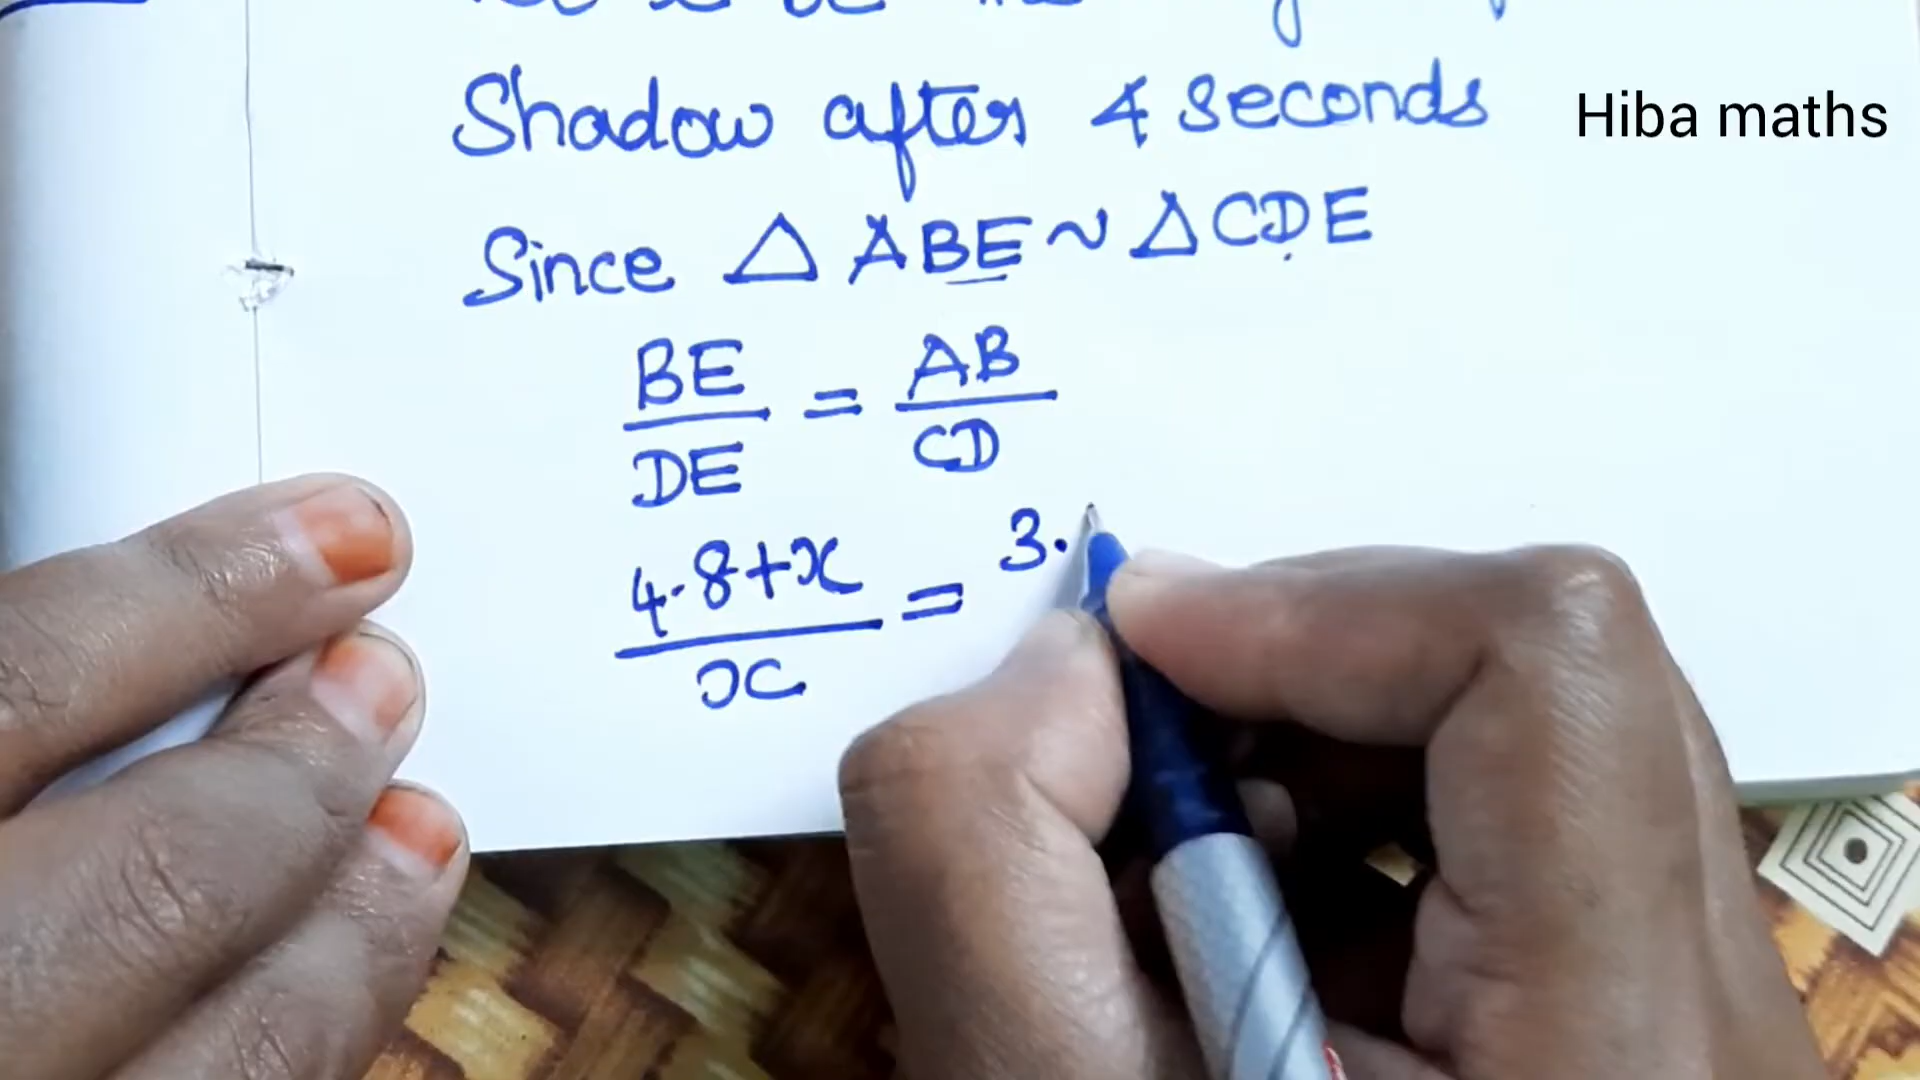 Shadow after 4 seconds
Hiba maths
Since △ ABE ~ △ CDE
BE/DE = AB/CD
4.8+x/x = 3.